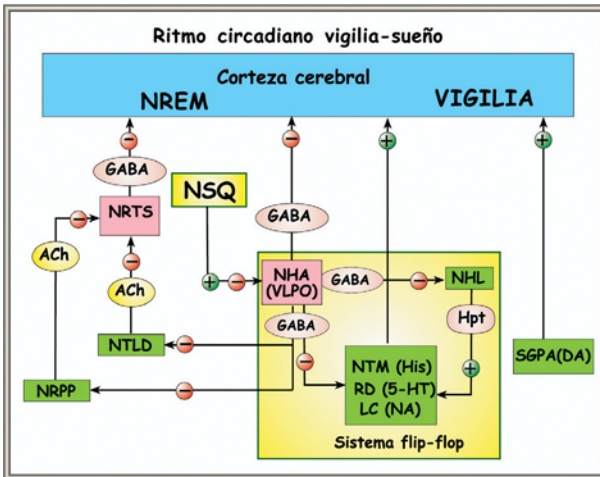 Ritmo circadiano vigilia-sueño
Corteza cerebral
NREM
VIGILIA
−
−
+
+
GABA
NSQ
NRTS
−
GABA
ACh
−
+
−
NHA
(VLPO)
GABA
−
NHL
ACh
GABA
Hpt
NTLD
−
−
+
SGPA(DA)
NTM (His)
RD (5-HT)
LC (NA)
NRPP
−
Sistema flip-flop